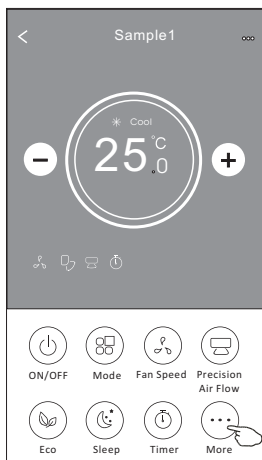 Sample1
Cool
25.0°C
ON/OFF
Mode
Fan Speed
Precision
Air Flow
Eco
Sleep
Timer
More